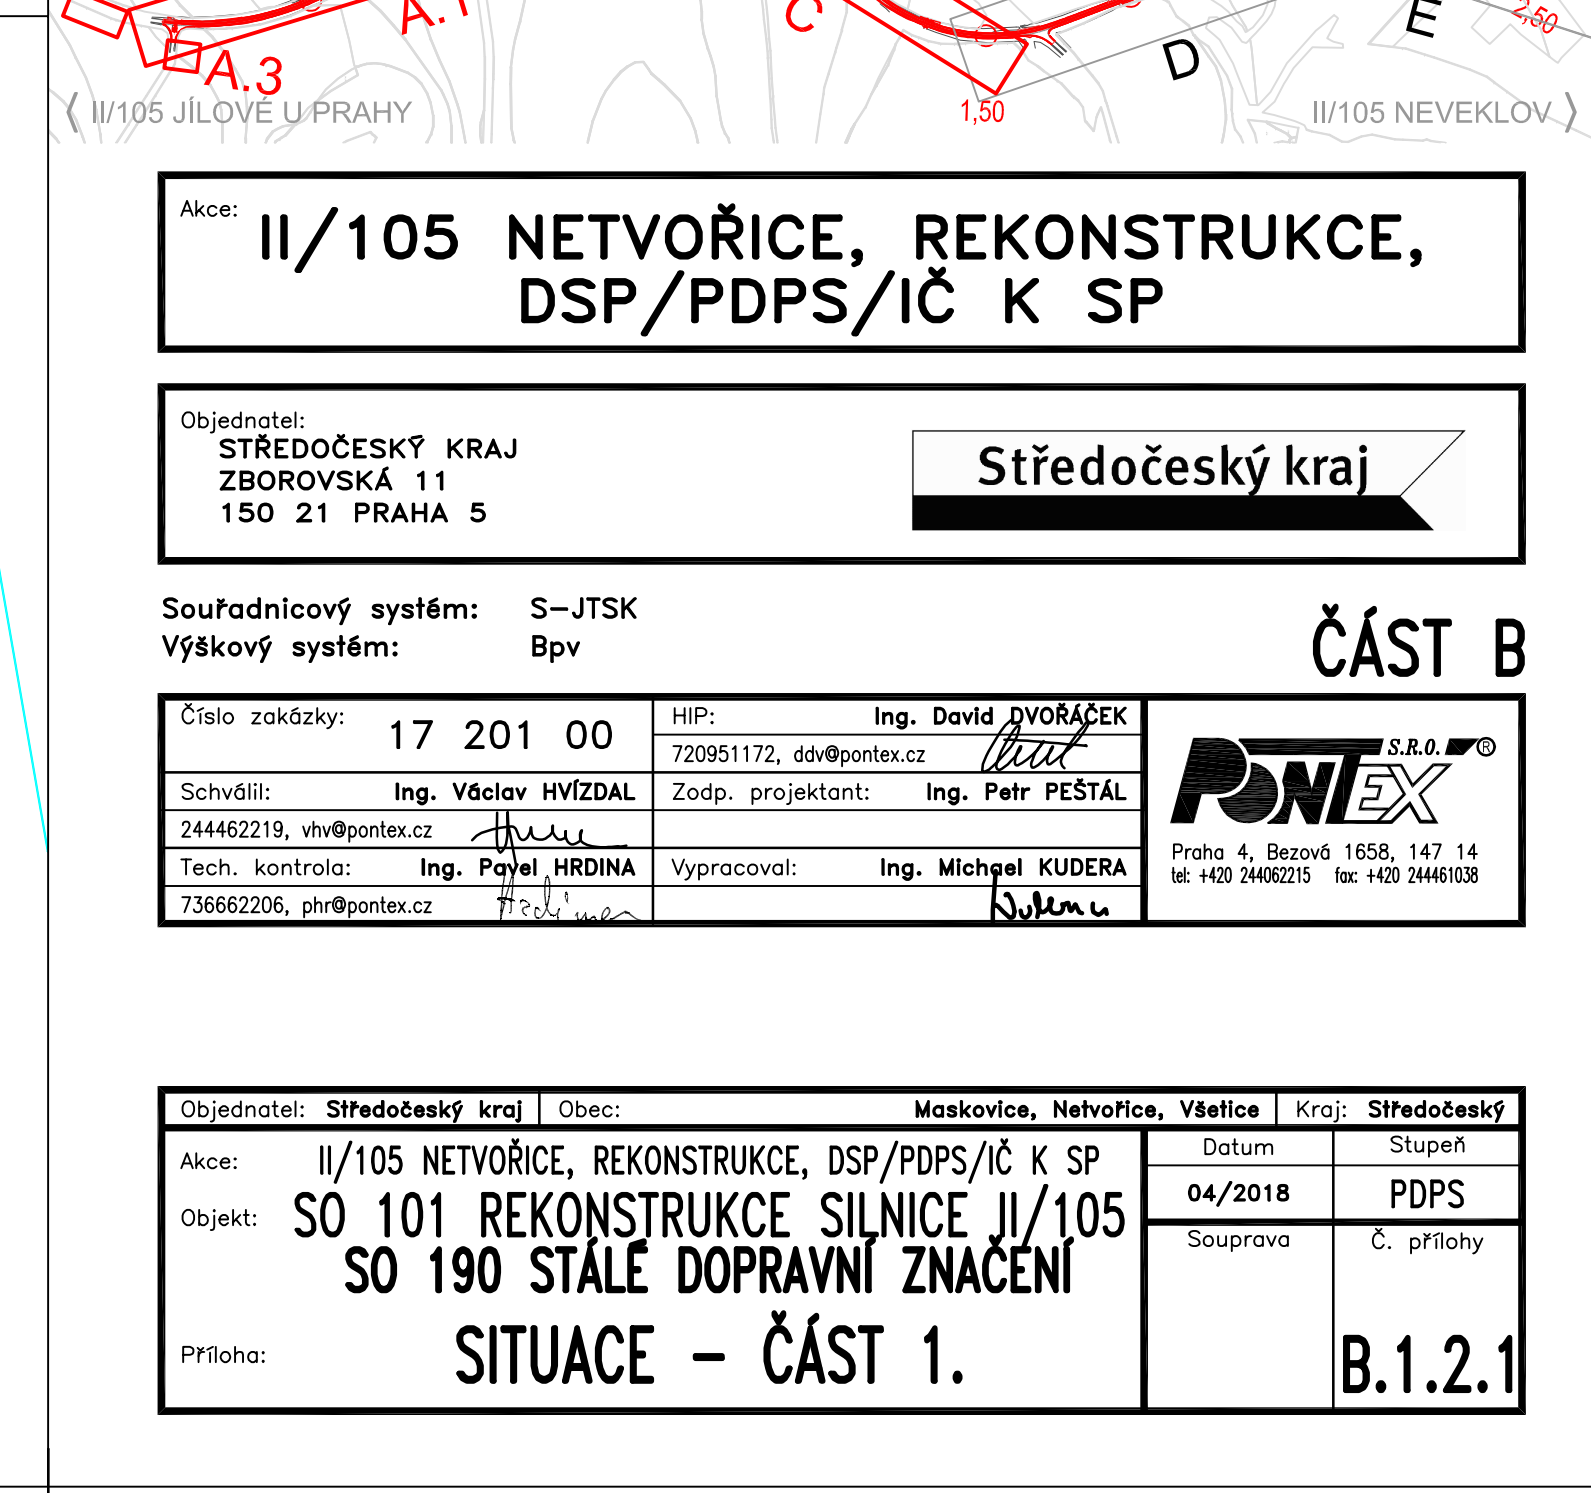 A.1
C
E
2,50
D
A.3
⟨ II/105 JÍLOVÉ U PRAHY
1,50
II/105 NEVEKLOV ⟩
Akce:
II/105 NETVOŘICE, REKONSTRUKCE,
DSP/PDPS/IČ K SP
Objednatel:
STŘEDOČESKÝ KRAJ
ZBOROVSKÁ 11
150 21 PRAHA 5
Středočeský kraj
Souřadnicový systém: S-JTSK
Výškový systém: Bpv
ČÁST B
Číslo zakázky: 17 201 00
HIP: Ing. David DVOŘÁČEK
720951172, ddv@pontex.cz
Schválil: Ing. Václav HVÍZDAL
Zodp. projektant: Ing. Petr PEŠTÁL
244462219, vhv@pontex.cz
Tech. kontrola: Ing. Pavel HRDINA
Vypracoval: Ing. Michael KUDERA
736662206, phr@pontex.cz
PONTEX S.R.O. ®
Praha 4, Bezová 1658, 147 14
tel: +420 244062215 fax: +420 244461038
Objednatel: Středočeský kraj
Obec: Maskovice, Netvořice, Všetice
Kraj: Středočeský
Akce: II/105 NETVOŘICE, REKONSTRUKCE, DSP/PDPS/IČ K SP
Objekt: SO 101 REKONSTRUKCE SILNICE II/105
SO 190 STÁLÉ DOPRAVNÍ ZNAČENÍ
Příloha: SITUACE – ČÁST 1.
Datum
04/2018
Stupeň
PDPS
Souprava
Č. přílohy
B.1.2.1